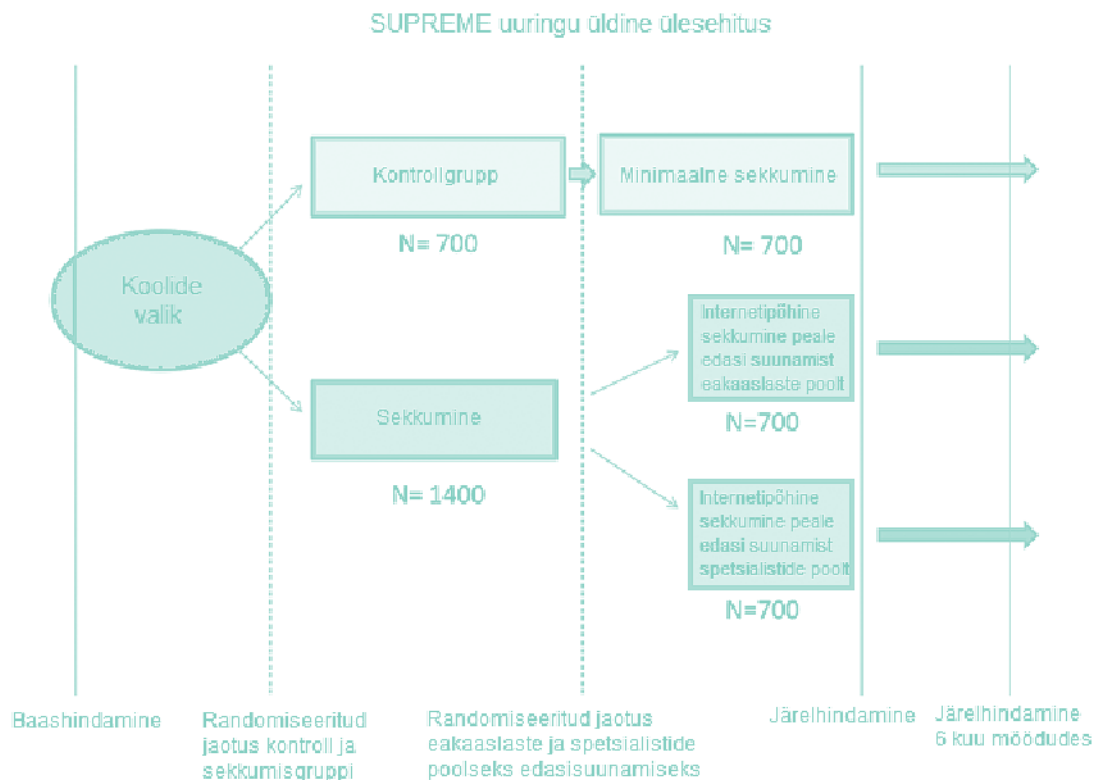 SUPREME uuringu üldine ülesehitus
Kontrollgrupp
Minimaalne sekkumine
N= 700
N= 700
Koolide
valik
Internetipõhine
sekkumine peale
edasi suunamist
eakaaslaste poolt
N=700
Sekkumine
N= 1400
Internetipõhine
sekkumine peale
edasi suunamist
spetsialistide poolt
N=700
Baashindamine
Randomiseeritud
jaotus kontroll ja
sekkumisgruppi
Randomiseeritud jaotus
eakaaslaste ja spetsialistide
poolseks edasisuunamiseks
Järelhindamine
Järelhindamine
6 kuu möödudes